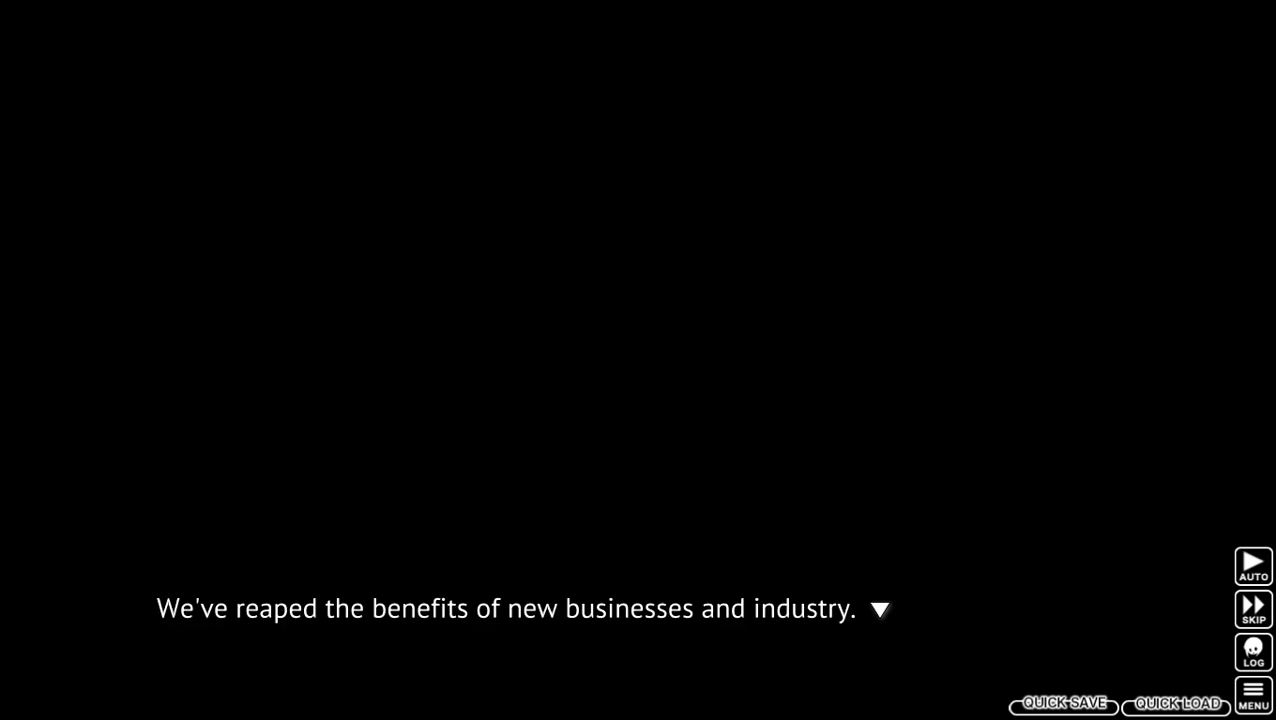 We've reaped the benefits of new businesses and industry.
AUTO
SKIP
LOG
QUICK SAVE QUICK LOAD MENU